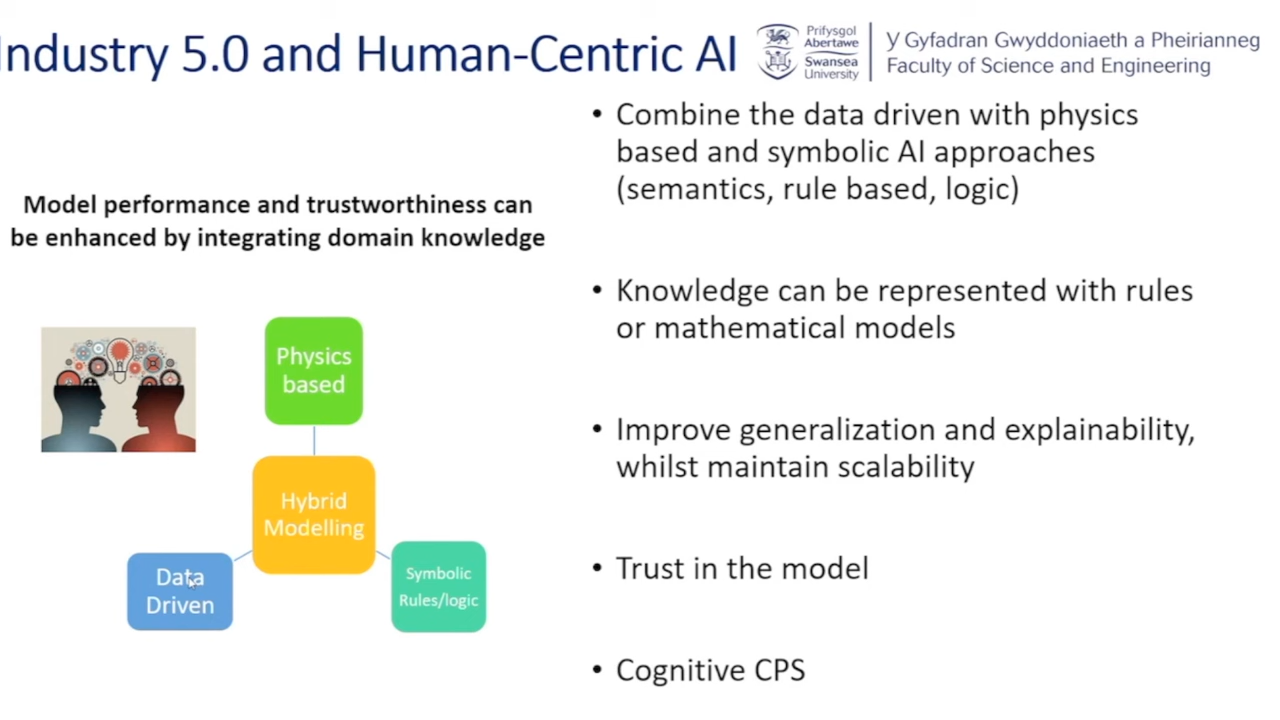 Industry 5.0 and Human-Centric AI
Prifysgol
Abertawe
Swansea
University
Y Gyfadran Gwyddoniaeth a Pheirianneg
Faculty of Science and Engineering
Model performance and trustworthiness can
be enhanced by integrating domain knowledge
Physics
based
Hybrid
Modelling
Data
Driven
Symbolic
Rules/logic
• Combine the data driven with physics
based and symbolic AI approaches
(semantics, rule based, logic)
• Knowledge can be represented with rules
or mathematical models
• Improve generalization and explainability,
whilst maintain scalability
• Trust in the model
• Cognitive CPS